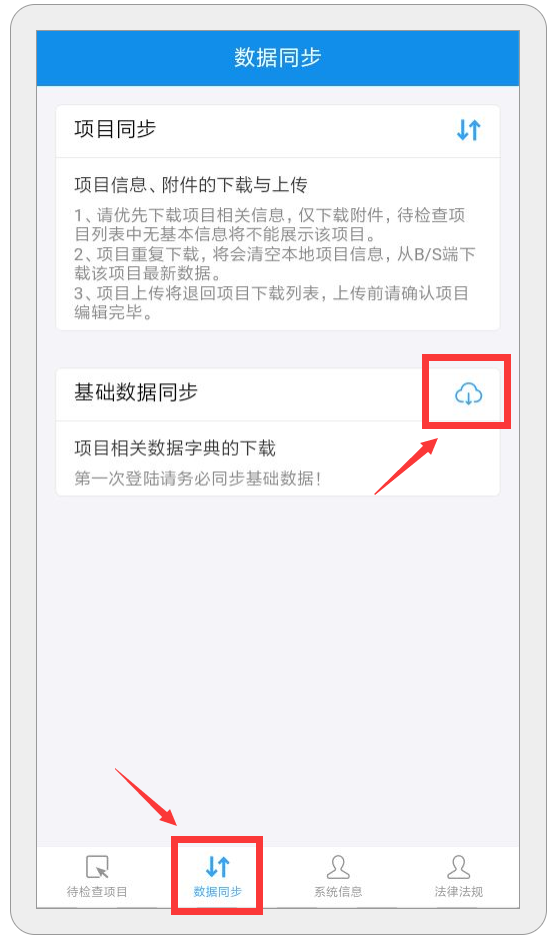 数据同步
项目同步
项目信息、附件的下载与上传
1、请优先下载项目相关信息，仅下载附件，待检查项
目列表中无基本信息将不能展示该项目。
2、项目重复下载，将会清空本地项目信息，从B/S端下
载该项目最新数据。
3、项目上传将退回项目下载列表，上传前请确认项目
编辑完毕。
基础数据同步
项目相关数据字典的下载
第一次登陆请务必同步基础数据！
待检查项目
数据同步
系统信息
法律法规